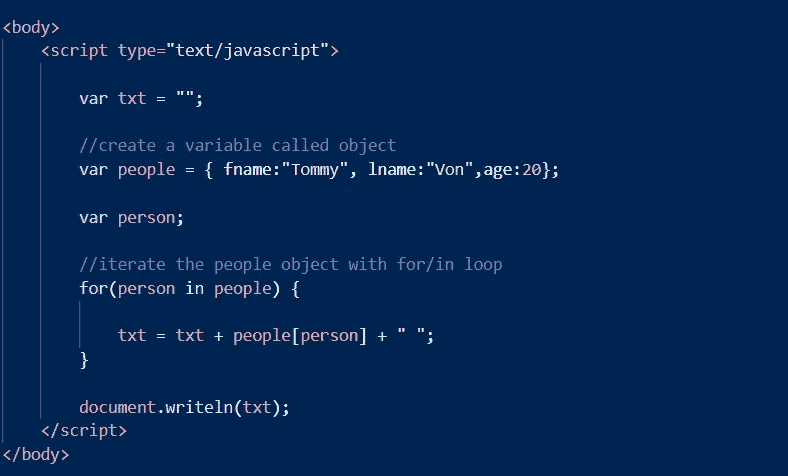 <body>
<script type="text/javascript">
var txt = "";
//create a variable called object
var people = { fname:"Tommy", lname:"Von",age:20};
var person;
//iterate the people object with for/in loop
for(person in people) {
txt = txt + people[person] + " ";
}
document.writeln(txt);
</script>
</body>